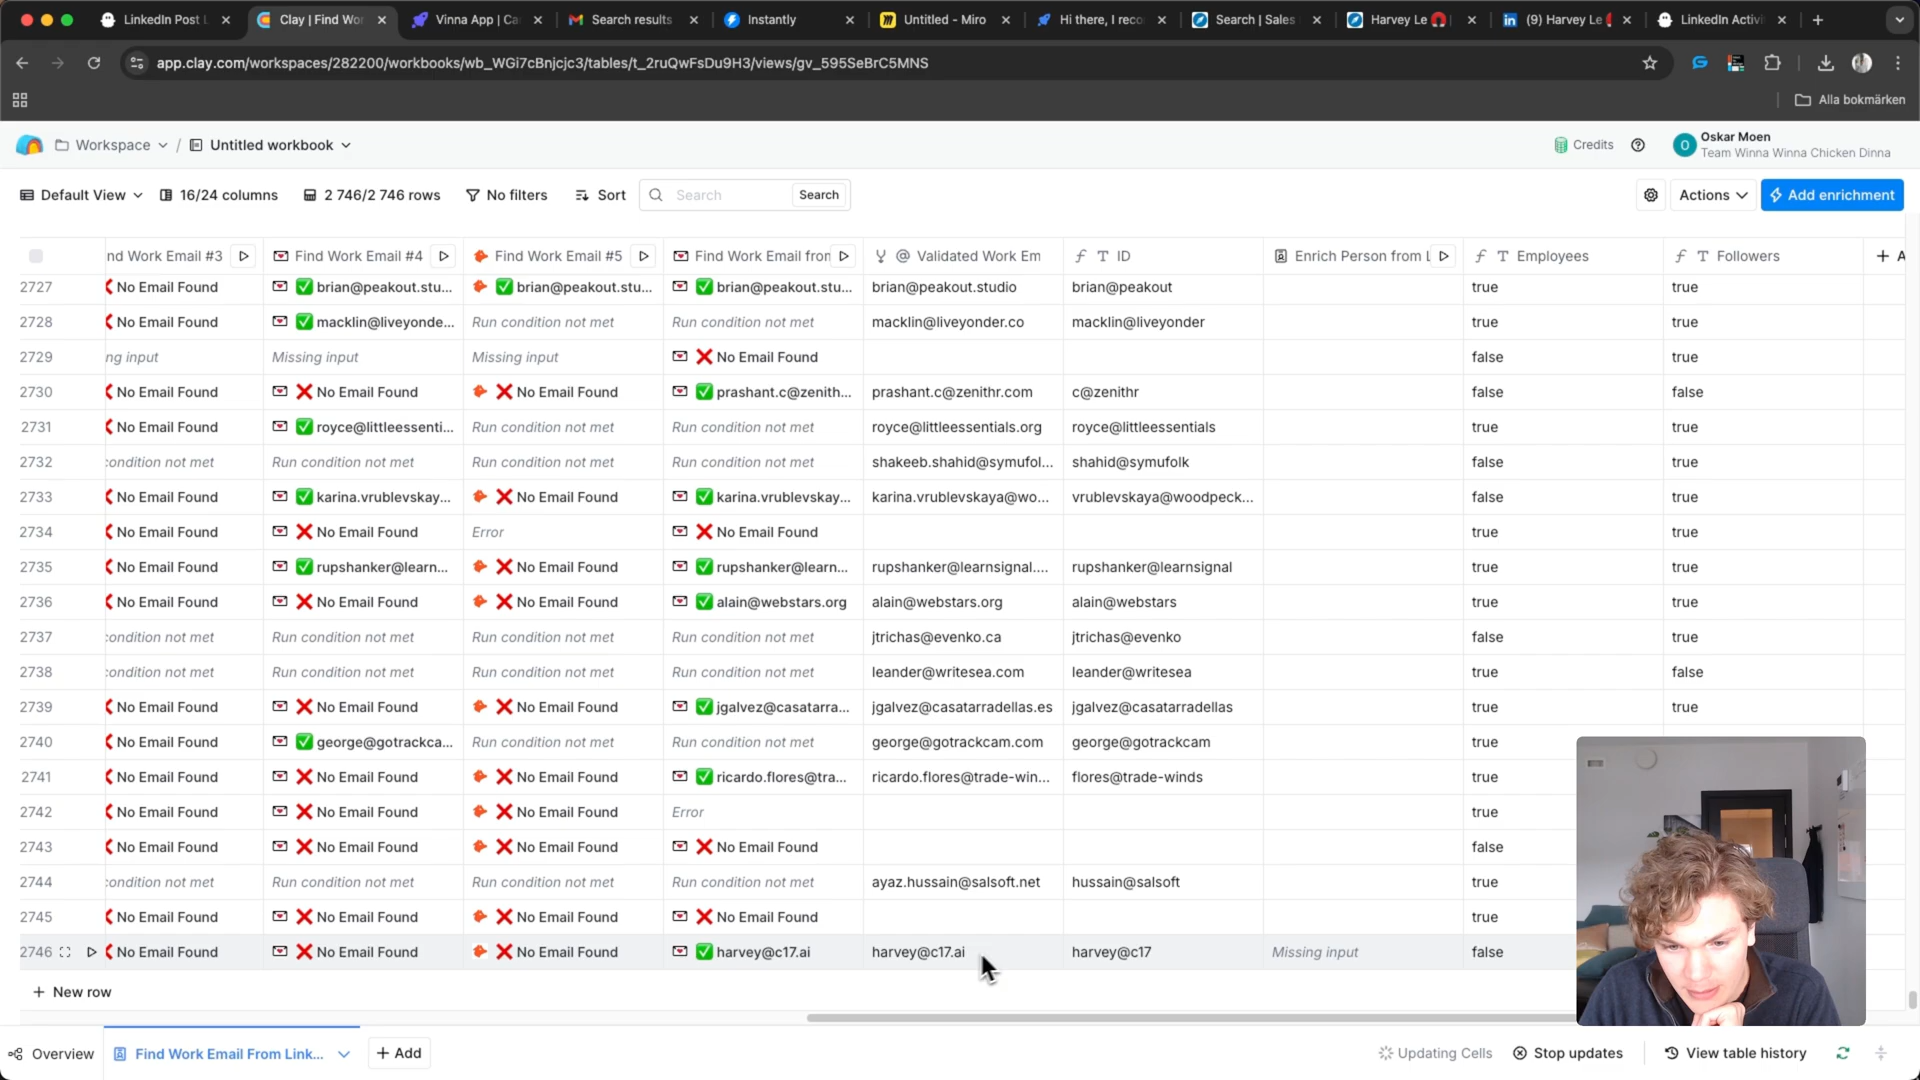 LinkedIn Post L
Clay | Find Wor
Vinna App | Ca
Search results
Instantly
Untitled - Miro
Hi there, I reco
Search | Sales
Harvey Le
(9) Harvey Le
LinkedIn Activi
app.clay.com/workspaces/282200/workbooks/wb_WGi7cBnjcjc3/tables/t_2ruQwFsDu9H3/views/gv_595SeBrC5MNS
Alla bokmärken
Workspace / Untitled workbook
Credits
Oskar Moen
Team Winna Winna Chicken Dinna
Default View 16/24 columns 2 746/2 746 rows No filters Sort Search Search
Actions Add enrichment
nd Work Email #3 Find Work Email #4 Find Work Email #5 Find Work Email fron Validated Work Em ID Enrich Person from L Employees Followers + A
2727 No Email Found brian@peakout.stu... brian@peakout.stu... brian@peakout.stu... brian@peakout.studio brian@peakout true true
2728 No Email Found macklin@liveyonde... Run condition not met Run condition not met macklin@liveyonder.co macklin@liveyonder true true
2729 ng input Missing input Missing input No Email Found false true
2730 No Email Found No Email Found No Email Found prashant.c@zenith... prashant.c@zenithr.com c@zenithr false false
2731 No Email Found royce@littleessenti... Run condition not met Run condition not met royce@littleessentials.org royce@littleessentials true true
2732 condition not met Run condition not met Run condition not met Run condition not met shakeeb.shahid@symufol... shahid@symufolk false true
2733 No Email Found karina.vrublevskay... No Email Found karina.vrublevskay... karina.vrublevskaya@wo... vrublevskaya@woodpeck... false true
2734 No Email Found No Email Found Error No Email Found true true
2735 No Email Found rupshanker@learn... No Email Found rupshanker@learn... rupshanker@learnsignal.... rupshanker@learnsignal true true
2736 No Email Found No Email Found No Email Found alain@webstars.org alain@webstars.org alain@webstars true true
2737 condition not met Run condition not met Run condition not met Run condition not met jtrichas@evenko.ca jtrichas@evenko false true
2738 condition not met Run condition not met Run condition not met Run condition not met leander@writesea.com leander@writesea true false
2739 No Email Found No Email Found No Email Found jgalvez@casatarra... jgalvez@casatarradellas.es jgalvez@casatarradellas true true
2740 No Email Found george@gotrackca... Run condition not met Run condition not met george@gotrackcam.com george@gotrackcam true
2741 No Email Found No Email Found No Email Found ricardo.flores@tra... ricardo.flores@trade-win... flores@trade-winds true
2742 No Email Found No Email Found No Email Found Error true
2743 No Email Found No Email Found No Email Found No Email Found false
2744 condition not met Run condition not met Run condition not met Run condition not met ayaz.hussain@salsoft.net hussain@salsoft true
2745 No Email Found No Email Found No Email Found No Email Found true
2746 No Email Found No Email Found No Email Found harvey@c17.ai harvey@c17.ai harvey@c17 Missing input false
+ New row
Overview Find Work Email From Link... + Add Updating Cells Stop updates View table history